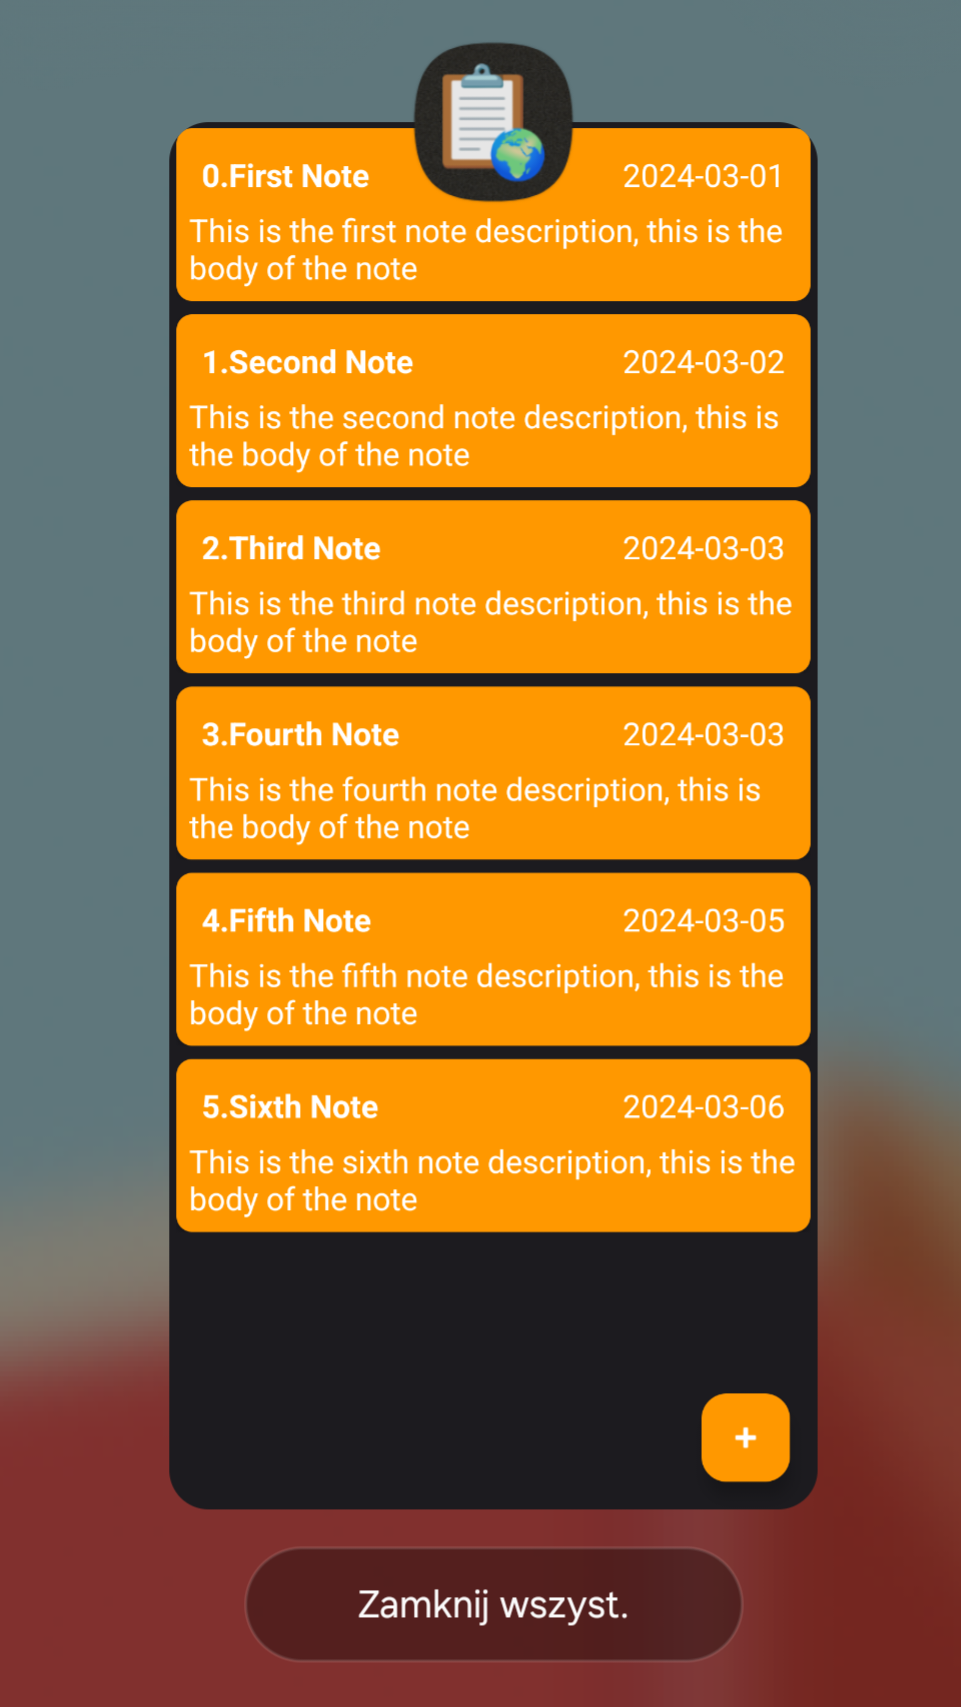 0.First Note 2024-03-01
This is the first note description, this is the
body of the note
1.Second Note 2024-03-02
This is the second note description, this is
the body of the note
2.Third Note 2024-03-03
This is the third note description, this is the
body of the note
3.Fourth Note 2024-03-03
This is the fourth note description, this is
the body of the note
4.Fifth Note 2024-03-05
This is the fifth note description, this is the
body of the note
5.Sixth Note 2024-03-06
This is the sixth note description, this is the
body of the note
+
Zamknij wszyst.